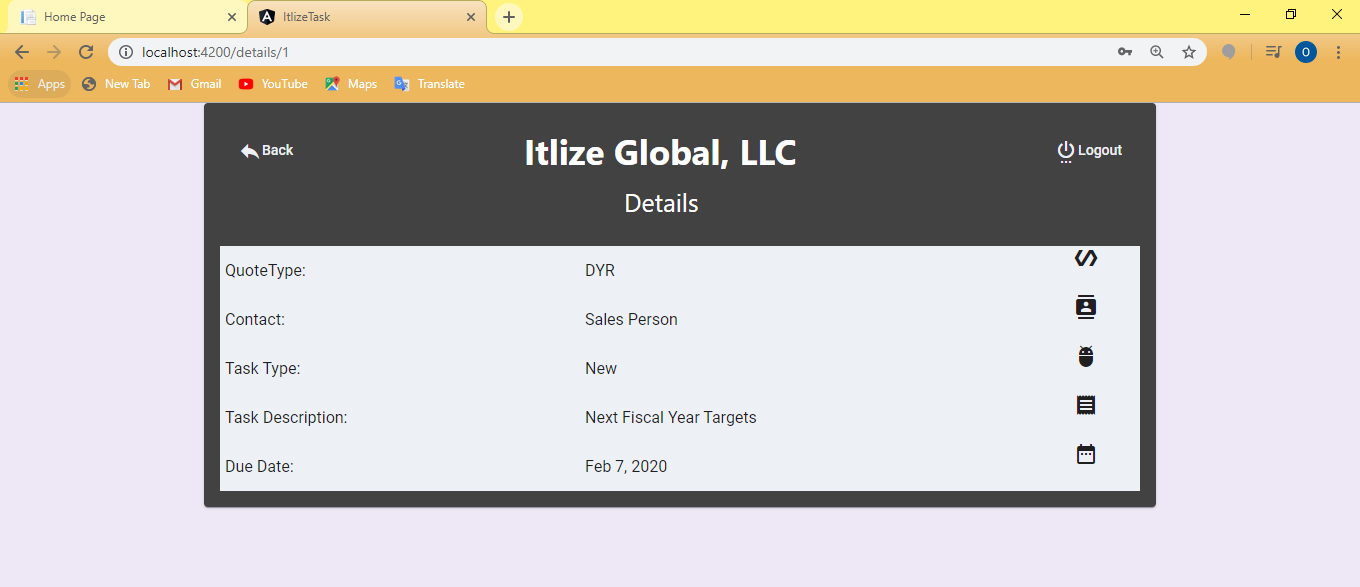 Home Page
ItlizeTask
localhost:4200/details/1
O
Apps New Tab Gmail YouTube Maps Translate
Back
Itlize Global, LLC
Logout
Details
QuoteType: DYR
Contact: Sales Person
Task Type: New
Task Description: Next Fiscal Year Targets
Due Date: Feb 7, 2020